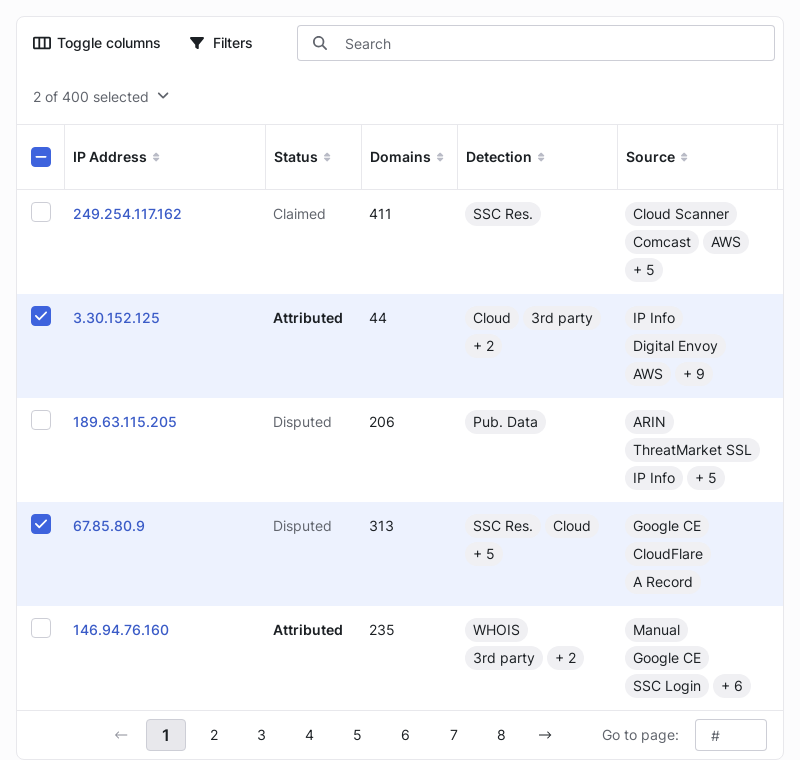 Toggle columns Filters Search
2 of 400 selected
IP Address Status Domains Detection Source
249.254.117.162 Claimed 411 SSC Res. Cloud Scanner
Comcast AWS
+ 5
3.30.152.125 Attributed 44 Cloud 3rd party IP Info
+ 2 Digital Envoy
AWS + 9
189.63.115.205 Disputed 206 Pub. Data ARIN
ThreatMarket SSL
IP Info + 5
67.85.80.9 Disputed 313 SSC Res. Cloud Google CE
+ 5 CloudFlare
A Record
146.94.76.160 Attributed 235 WHOIS Manual
3rd party + 2 Google CE
SSC Login + 6
← 1 2 3 4 5 6 7 8 → Go to page: #